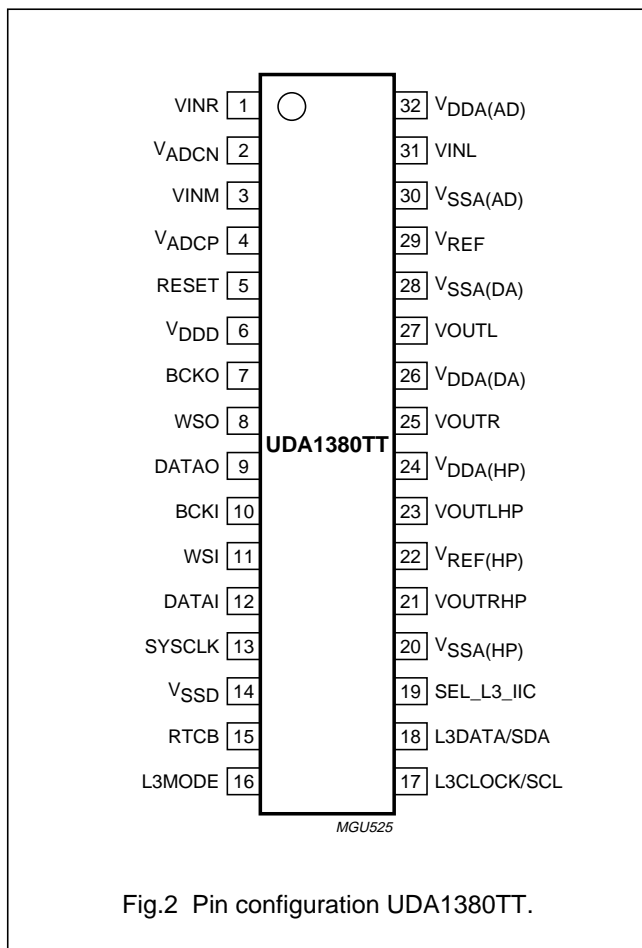 VINR 1 32 VDDA(AD)
VADCN 2 31 VINL
VINM 3 30 VSSA(AD)
VADCP 4 29 VREF
RESET 5 28 VSSA(DA)
VDDD 6 27 VOUTL
BCKO 7 26 VDDA(DA)
WSO 8 25 VOUTR
UDA1380TT
DATAO 9 24 VDDA(HP)
BCKI 10 23 VOUTLHP
WSI 11 22 VREF(HP)
DATAI 12 21 VOUTRHP
SYSCLK 13 20 VSSA(HP)
VSSD 14 19 SEL_L3_IIC
RTCB 15 18 L3DATA/SDA
L3MODE 16 17 L3CLOCK/SCL
MGU525
Fig.2 Pin configuration UDA1380TT.